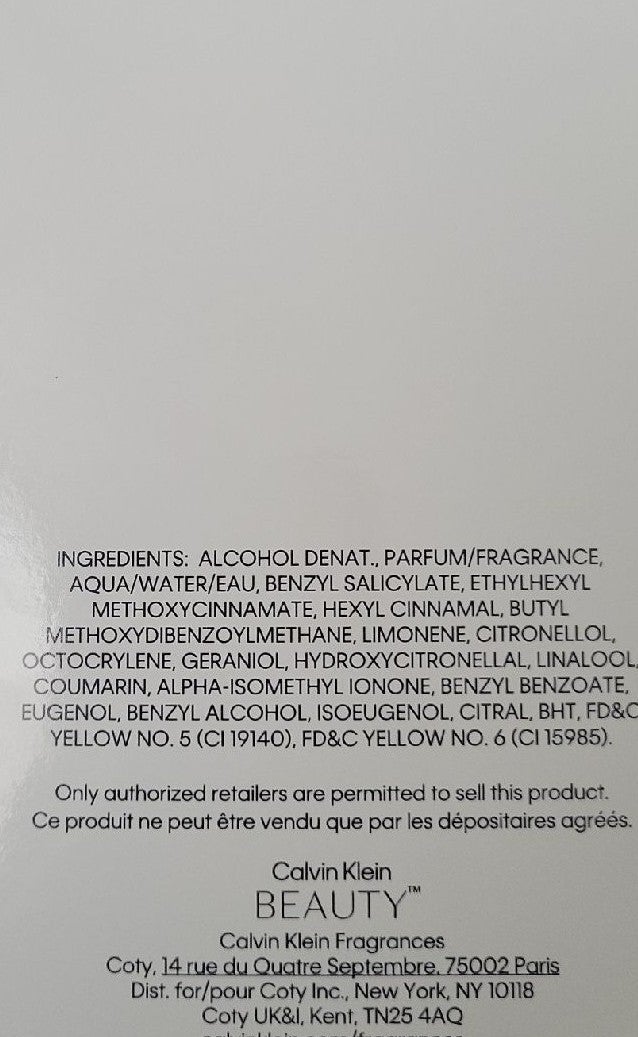 INGREDIENTS: ALCOHOL DENAT., PARFUM/FRAGRANCE,
AQUA/WATER/EAU, BENZYL SALICYLATE, ETHYLHEXYL
METHOXYCINNAMATE, HEXYL CINNAMAL, BUTYL
METHOXYDIBENZOYLMETHANE, LIMONENE, CITRONELLOL,
OCTOCRYLENE, GERANIOL, HYDROXYCITRONELLAL, LINALOOL,
COUMARIN, ALPHA-ISOMETHYL IONONE, BENZYL BENZOATE,
EUGENOL, BENZYL ALCOHOL, ISOEUGENOL, CITRAL, BHT, FD&C
YELLOW NO. 5 (CI 19140), FD&C YELLOW NO. 6 (CI 15985).
Only authorized retailers are permitted to sell this product.
Ce produit ne peut être vendu que par les dépositaires agréés.
Calvin Klein
BEAUTY™
Calvin Klein Fragrances
Coty, 14 rue du Quatre Septembre, 75002 Paris
Dist. for/pour Coty Inc., New York, NY 10118
Coty UK&I, Kent, TN25 4AQ